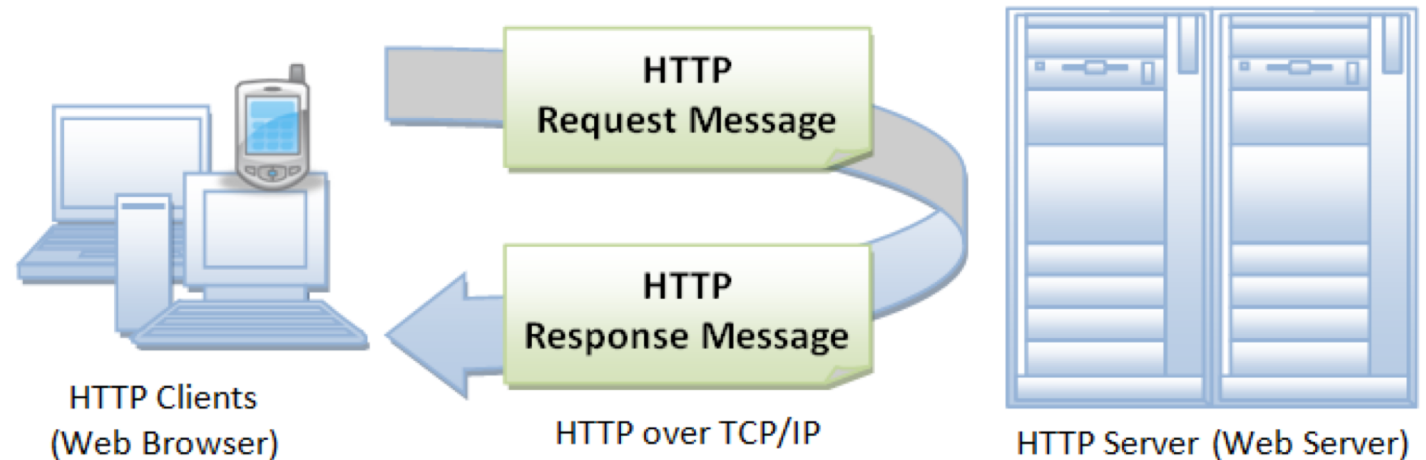 HTTP
Request Message
HTTP
Response Message
HTTP Clients
(Web Browser)
HTTP over TCP/IP
HTTP Server (Web Server)